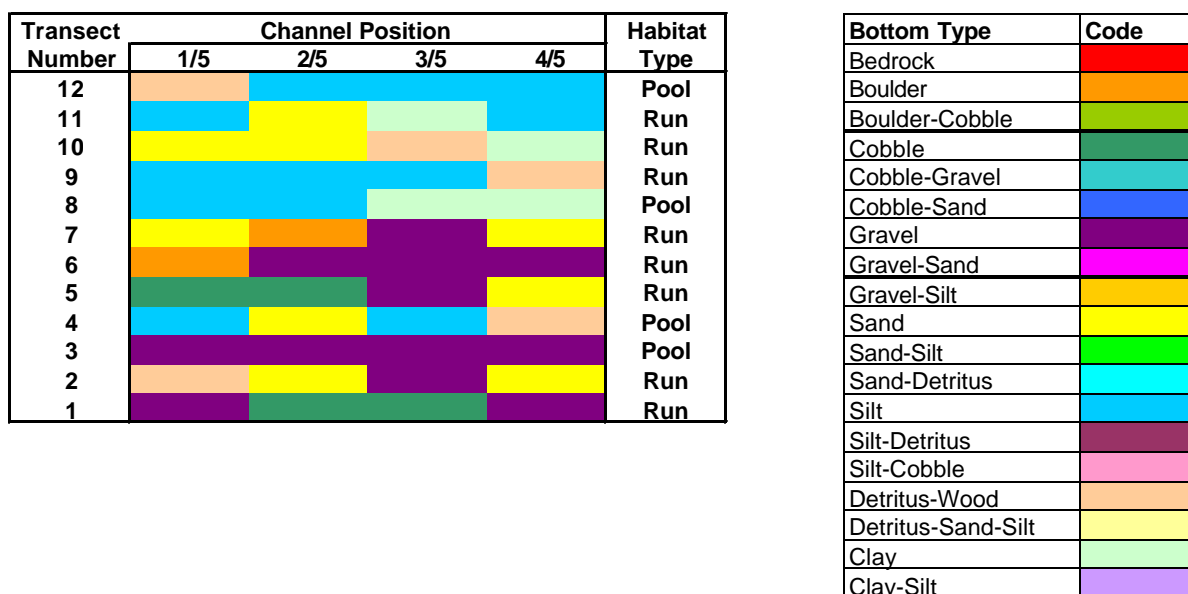 Transect Channel Position Habitat
Number 1/5 2/5 3/5 4/5 Type
12 Pool
11 Run
10 Run
9 Run
8 Pool
7 Run
6 Run
5 Run
4 Pool
3 Pool
2 Run
1 Run
Bottom Type Code
Bedrock
Boulder
Boulder-Cobble
Cobble
Cobble-Gravel
Cobble-Sand
Gravel
Gravel-Sand
Gravel-Silt
Sand
Sand-Silt
Sand-Detritus
Silt
Silt-Detritus
Silt-Cobble
Detritus-Wood
Detritus-Sand-Silt
Clay
Clay-Silt